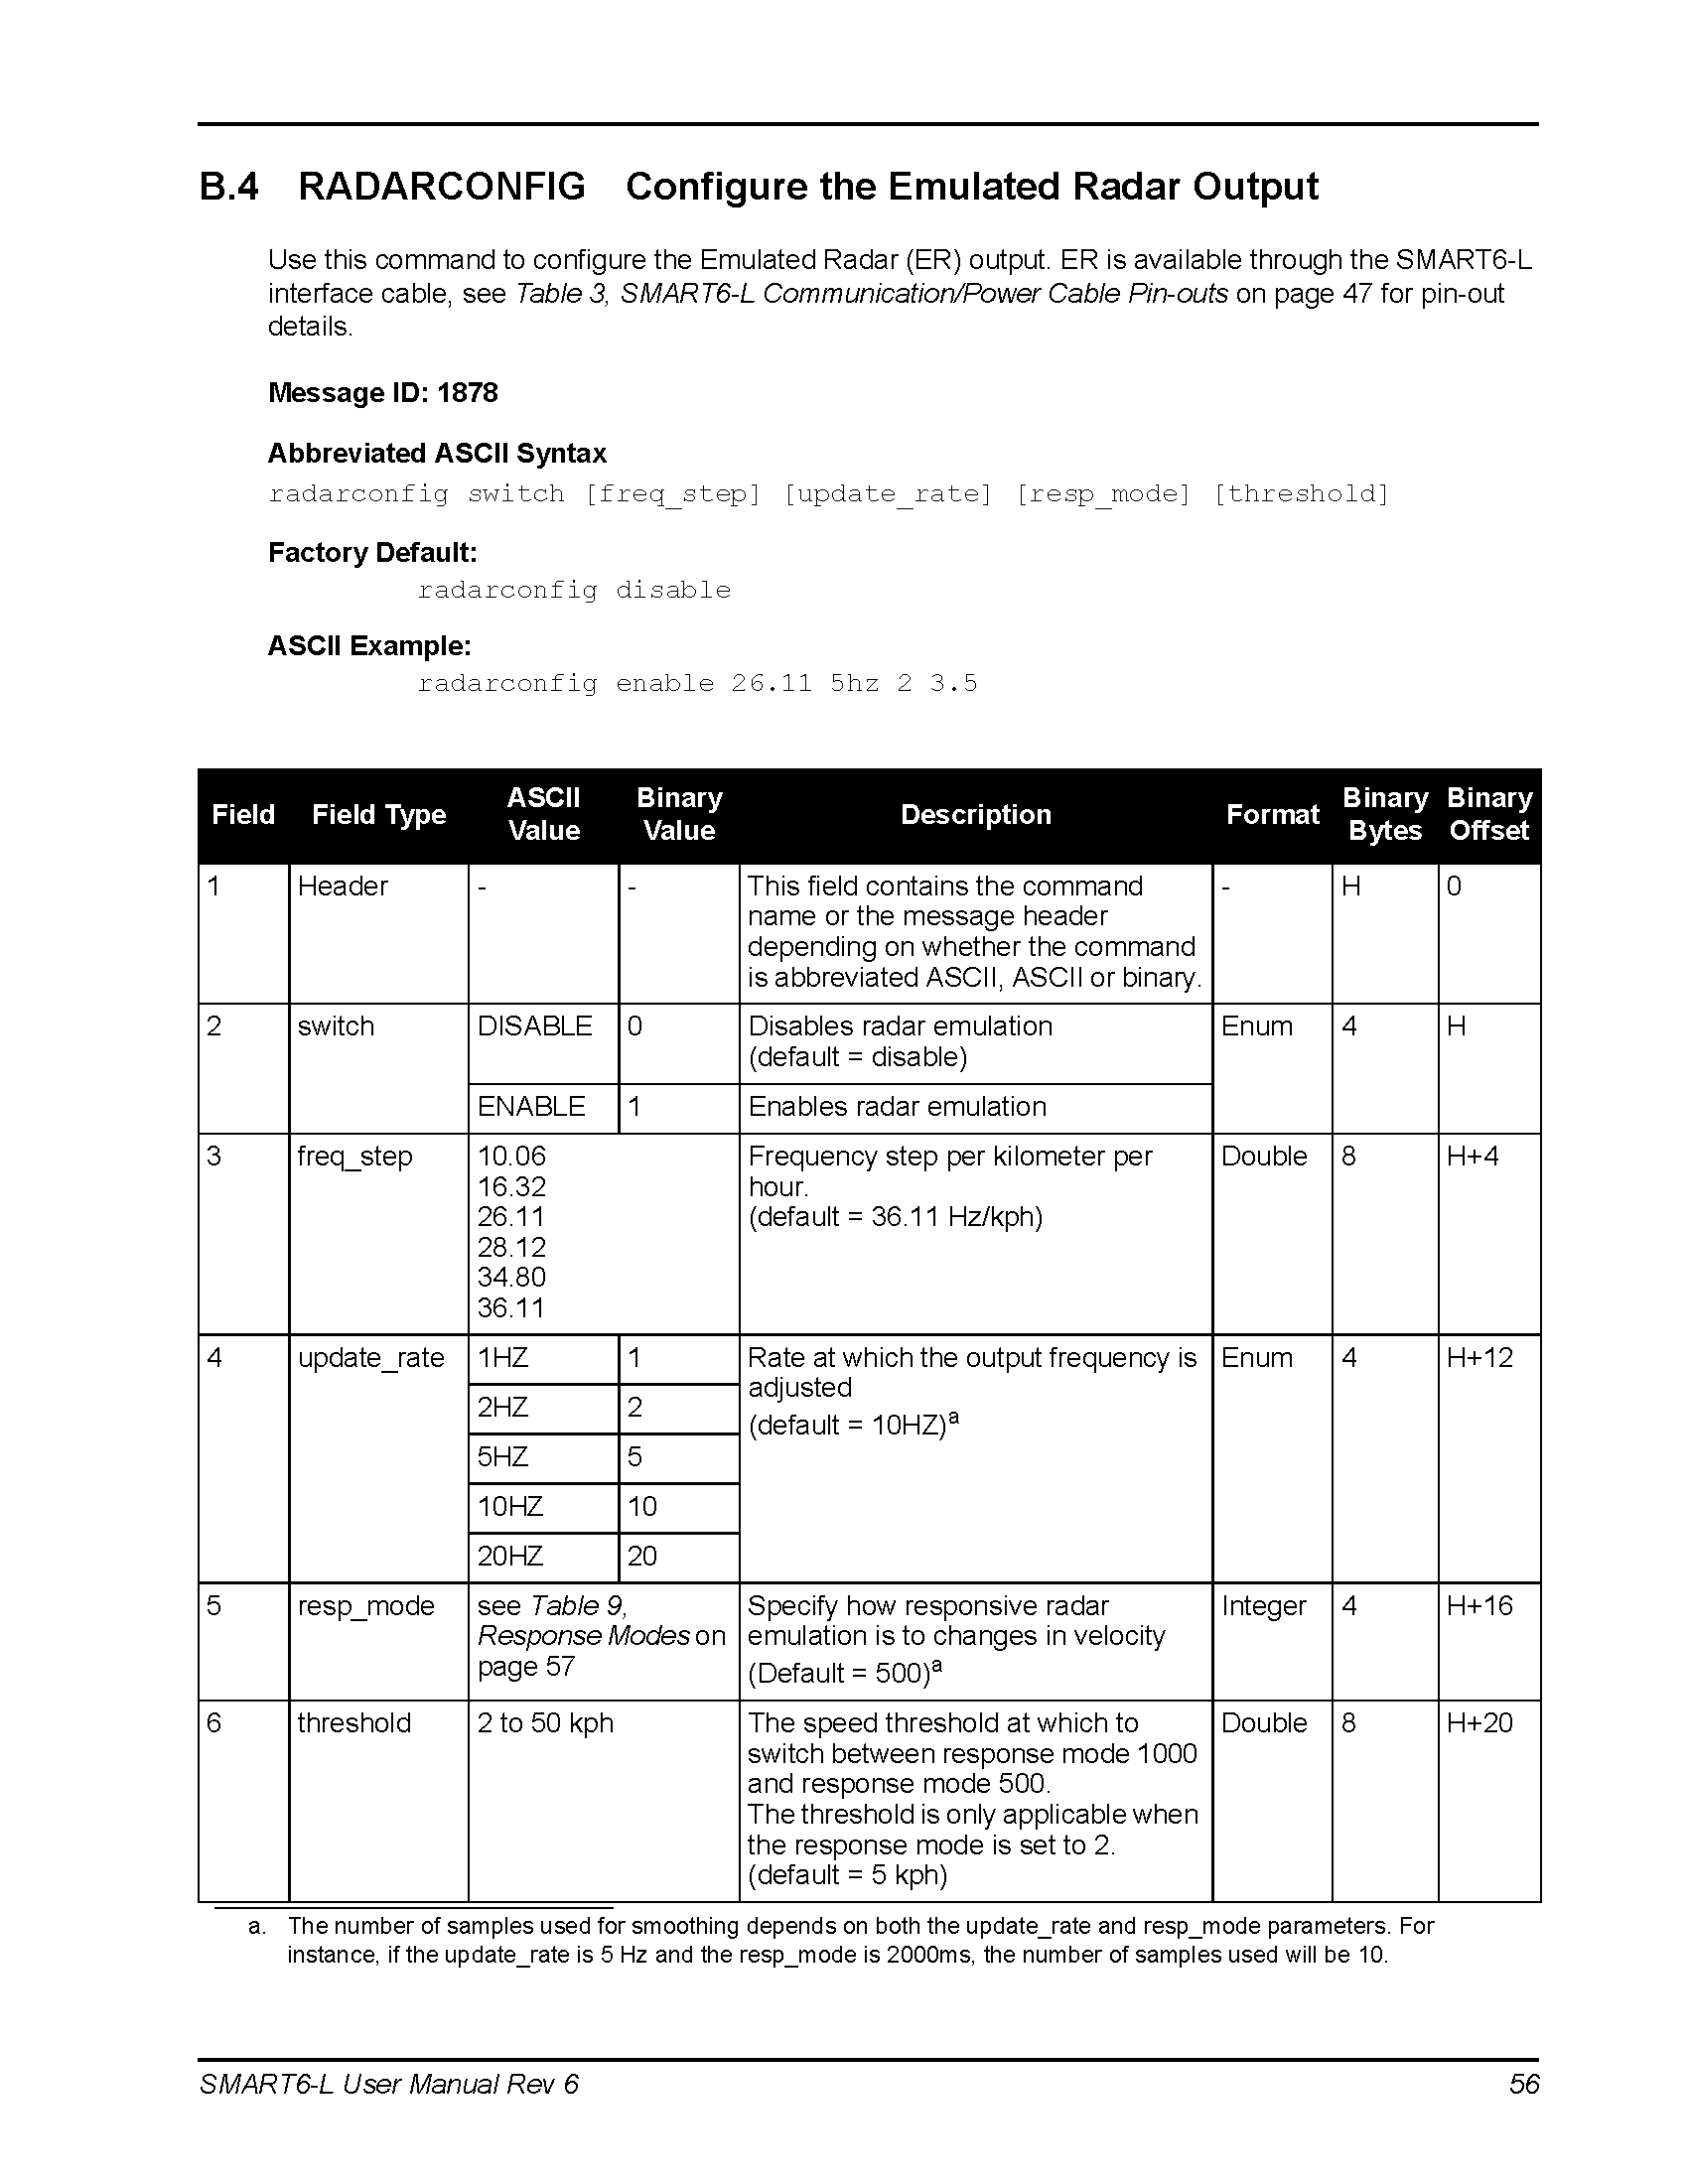 B.4 RADARCONFIG Configure the Emulated Radar Output
Use this command to configure the Emulated Radar (ER) output. ER is available through the SMART6-L
interface cable, see Table 3, SMART6-L Communication/Power Cable Pin-outs on page 47 for pin-out
details.
Message ID: 1878
Abbreviated ASCII Syntax
radarconfig switch [freq_step] [update_rate] [resp_mode] [threshold]
Factory Default:
radarconfig disable
ASCII Example:
radarconfig enable 26.11 5hz 2 3.5
Field Field Type ASCII Value Binary Value Description Format Binary Bytes Binary Offset
1 Header - - This field contains the command - H 0
name or the message header
depending on whether the command
is abbreviated ASCII, ASCII or binary.
2 switch DISABLE 0 Disables radar emulation Enum 4 H
(default = disable)
ENABLE 1 Enables radar emulation
3 freq_step 10.06 Frequency step per kilometer per Double 8 H+4
16.32 hour.
26.11 (default = 36.11 Hz/kph)
28.12
34.80
36.11
4 update_rate 1HZ 1 Rate at which the output frequency is Enum 4 H+12
adjusted
2HZ 2 (default = 10HZ)a
5HZ 5
10HZ 10
20HZ 20
5 resp_mode see Table 9, Specify how responsive radar Integer 4 H+16
Response Modes on emulation is to changes in velocity
page 57 (Default = 500)a
6 threshold 2 to 50 kph The speed threshold at which to Double 8 H+20
switch between response mode 1000
and response mode 500.
The threshold is only applicable when
the response mode is set to 2.
(default = 5 kph)
a. The number of samples used for smoothing depends on both the update_rate and resp_mode parameters. For
instance, if the update_rate is 5 Hz and the resp_mode is 2000ms, the number of samples used will be 10.
SMART6-L User Manual Rev 6 56